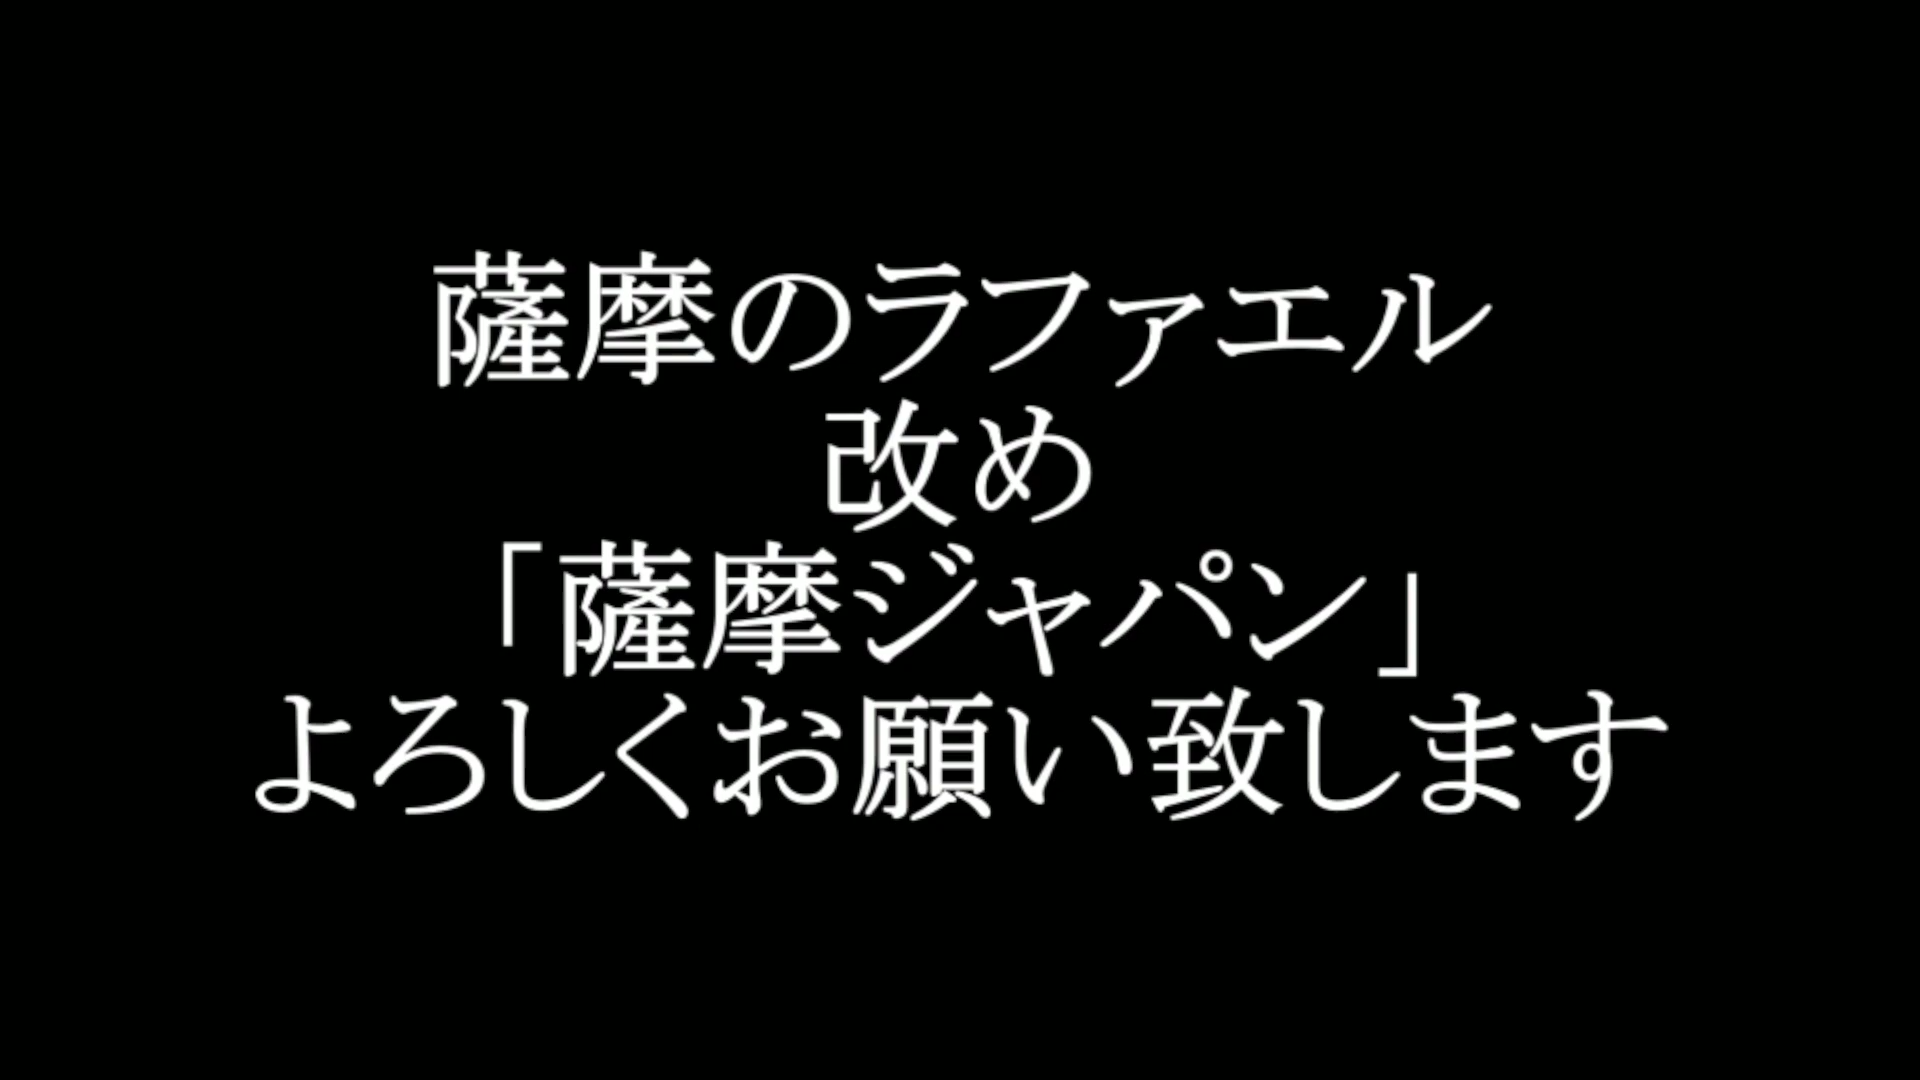 薩摩のラファエル
改め
「薩摩ジャパン」
よろしくお願い致します